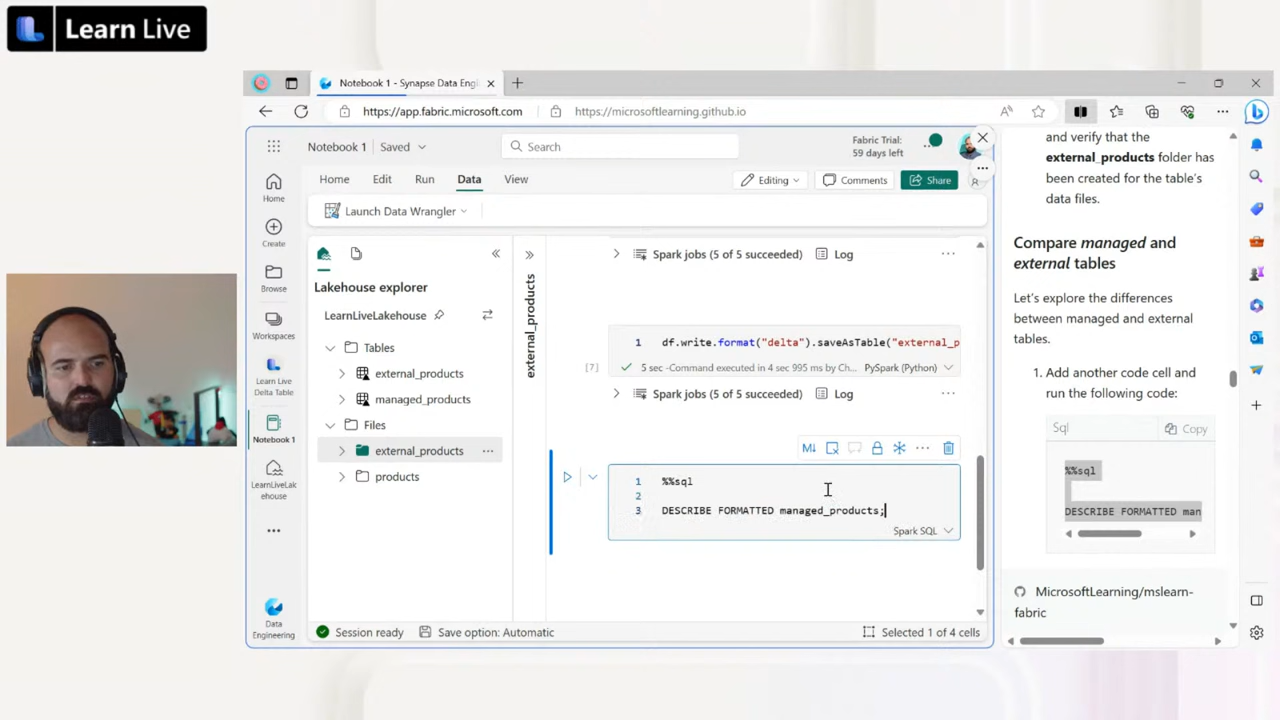 Learn Live
Notebook 1 - Synapse Data Engi
https://app.fabric.microsoft.com
https://microsoftlearning.github.io
Notebook 1
Saved
Search
Fabric Trial:
59 days left
Home
Edit
Run
Data
View
Editing
Comments
Share
Launch Data Wrangler
Home
Create
Browse
Workspaces
Learn Live
Delta Table
Notebook 1
LearnLiveLa
kehouse
Data
Engineering
Lakehouse explorer
LearnLiveLakehouse
Tables
external_products
managed_products
Files
external_products
products
external_products
Spark jobs (5 of 5 succeeded)
Log
1 df.write.format("delta").saveAsTable("external_p
[7]
5 sec -Command executed in 4 sec 995 ms by Ch...
PySpark (Python)
Spark jobs (5 of 5 succeeded)
Log
M↓
1 %%sql
2
3 DESCRIBE FORMATTED managed_products;
Spark SQL
Session ready
Save option: Automatic
Selected 1 of 4 cells
and verify that the
external_products folder has
been created for the table's
data files.
Compare managed and
external tables
Let's explore the differences
between managed and external
tables.
1. Add another code cell and
run the following code:
Sql
Copy
%%sql
DESCRIBE FORMATTED man
MicrosoftLearning/mslearn-
fabric